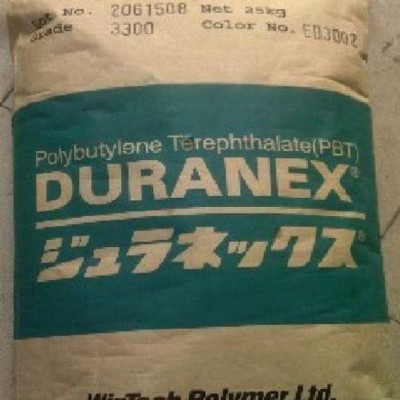 Lot No. 2061508 Net 25kg
Grade 3300 Color No. ED3002
Polybutylene Terephthalate(PBT)
DURANEX®
ジュラネックス®
WinTech Polymer Ltd.